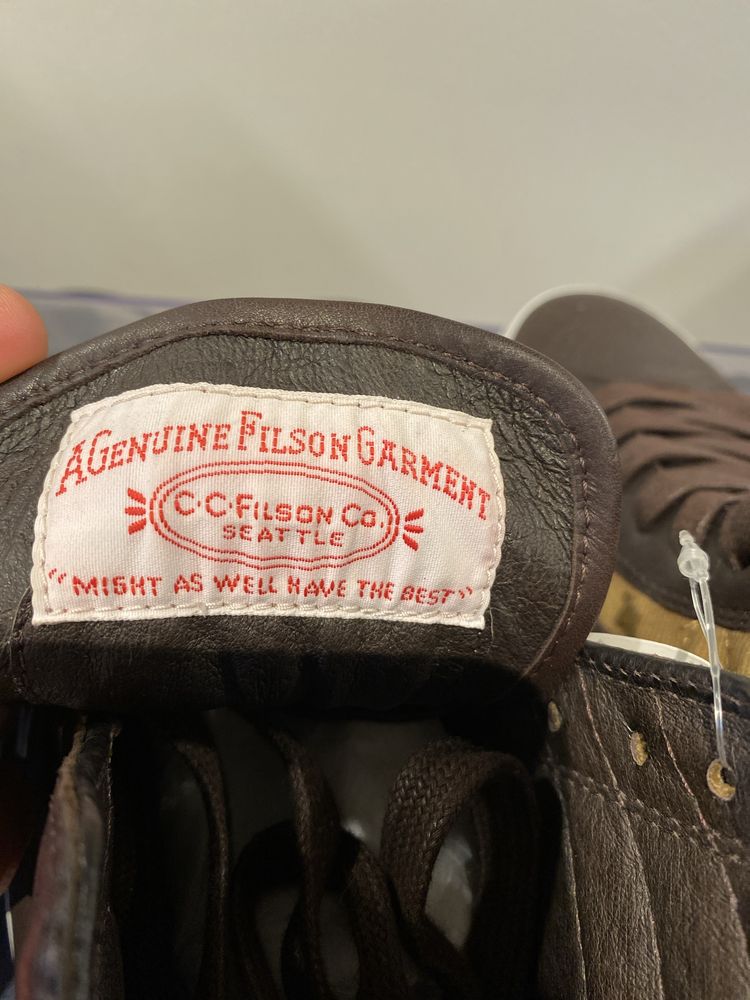 A GENUINE FILSON GARMENT
C·C·FILSON CO.
SEATTLE
"MIGHT AS WELL HAVE THE BEST"